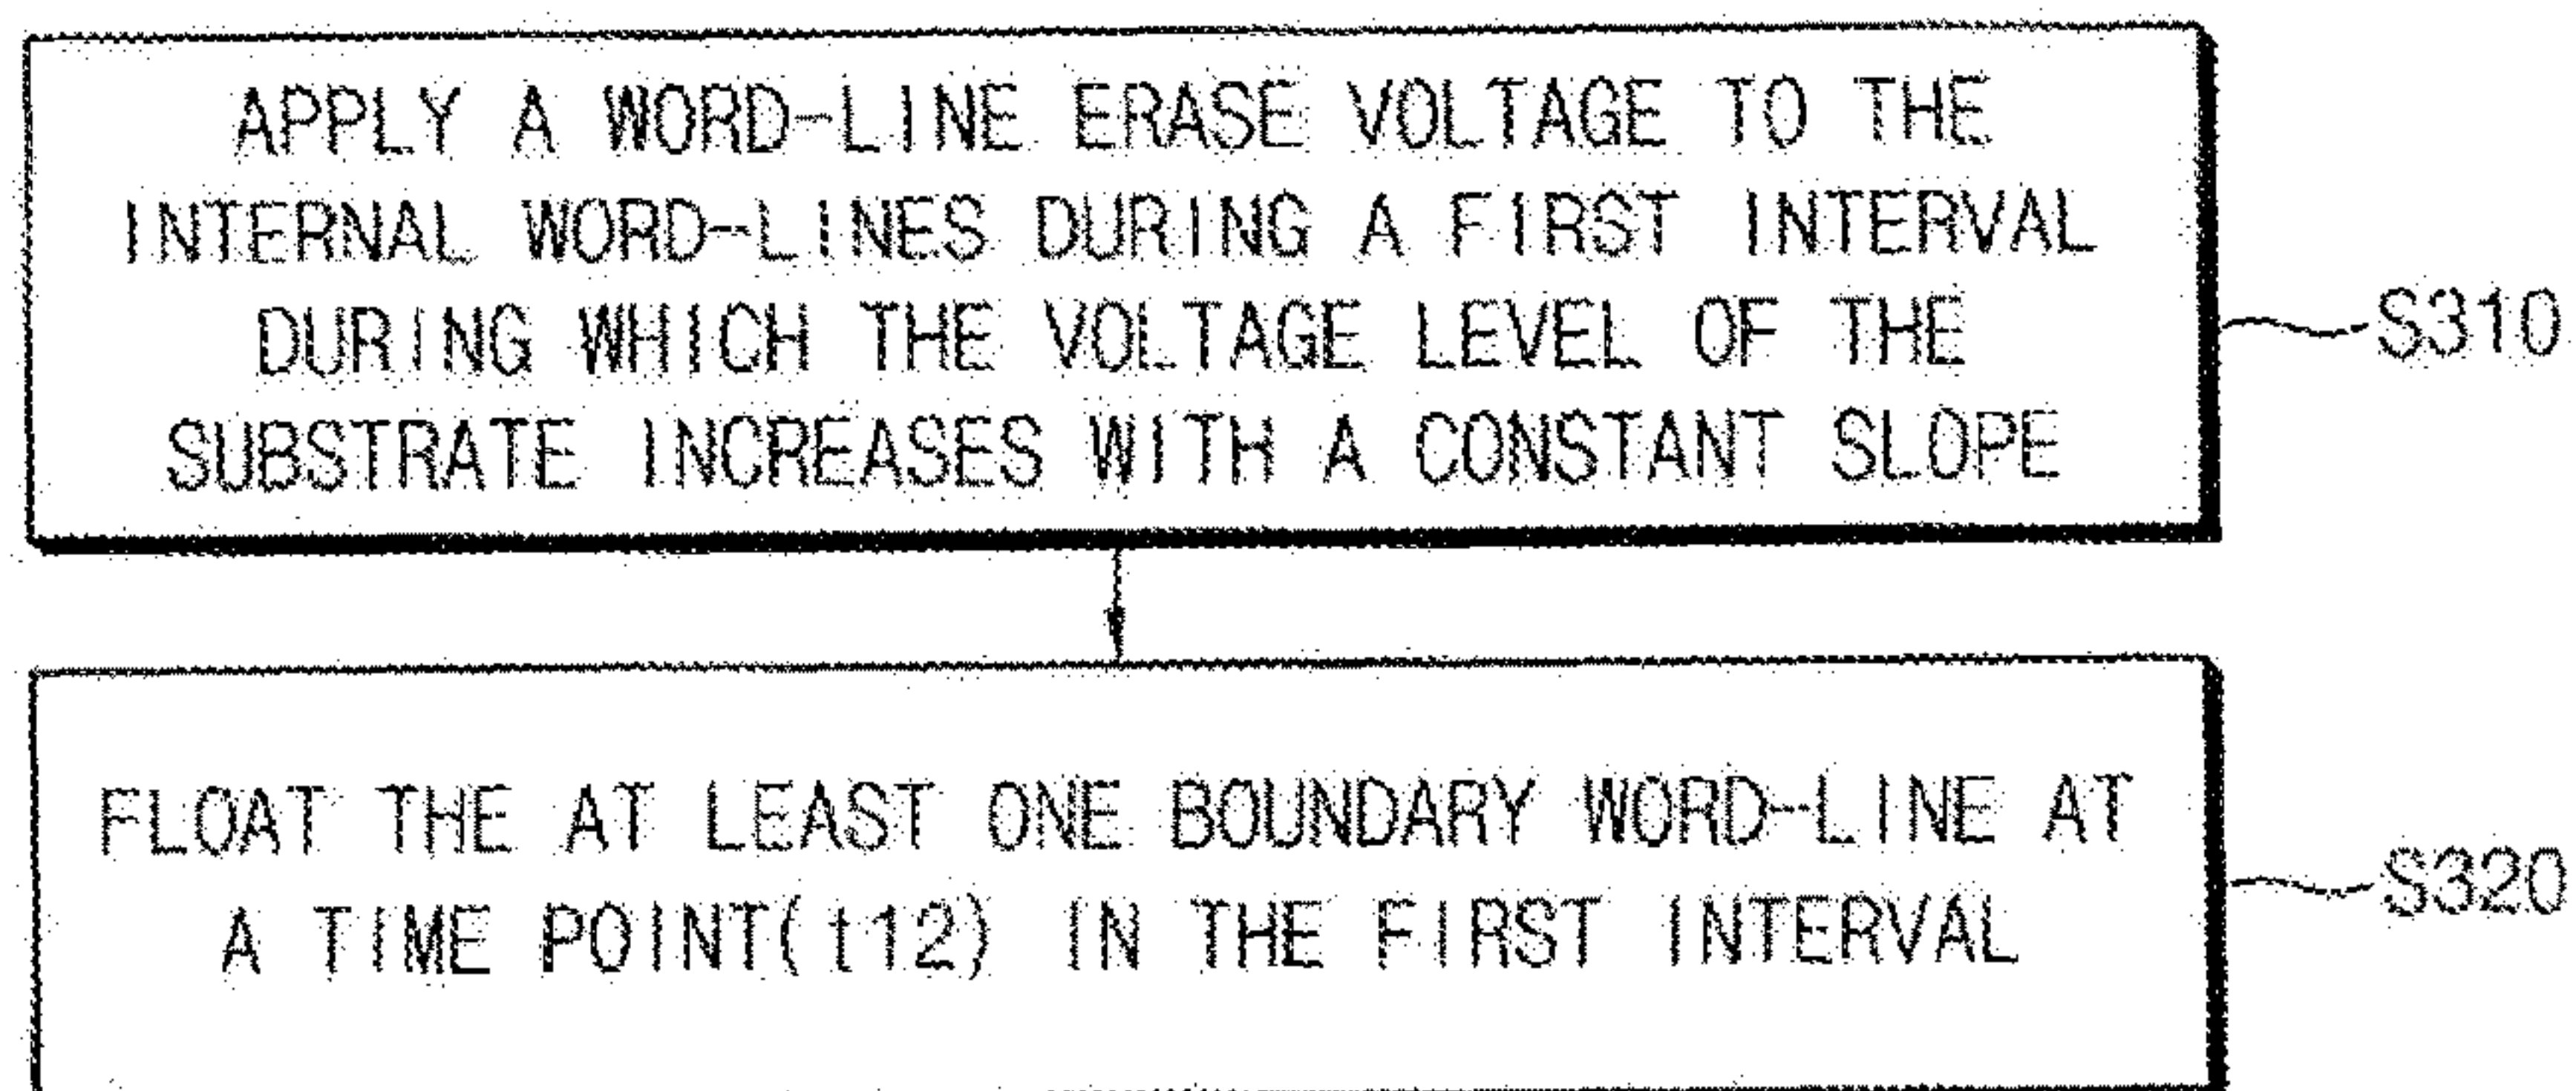 APPLY A WORD-LINE ERASE VOLTAGE TO THE
INTERNAL WORD-LINES DURING A FIRST INTERVAL
DURING WHICH THE VOLTAGE LEVEL OF THE
SUBSTRATE INCREASES WITH A CONSTANT SLOPE
S310
FLOAT THE AT LEAST ONE BOUNDARY WORD-LINE AT
A TIME POINT(t12) IN THE FIRST INTERVAL
S320